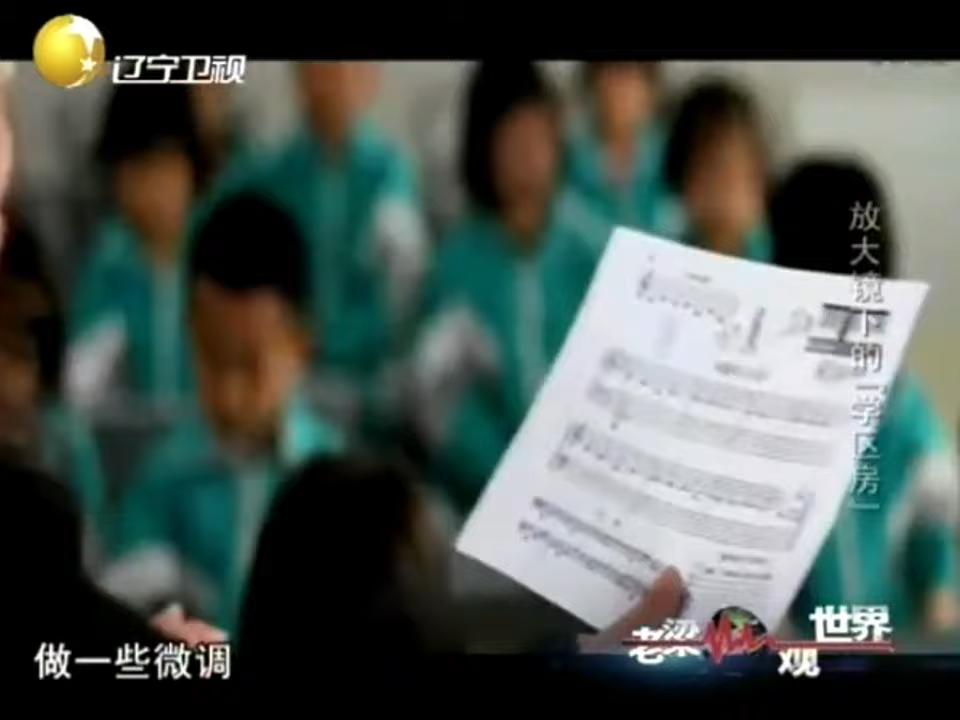 辽宁卫视
放大镜下的「学区房」
做一些微调
老梁
世界
观